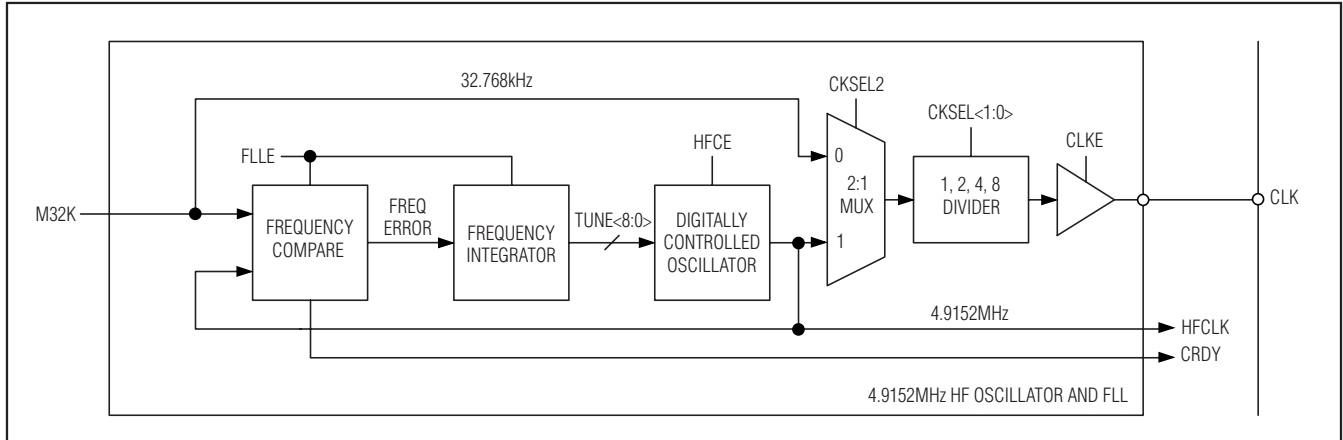 32.768kHz
CKSEL2
CKSEL<1:0>
CLKE
HFCE
FLLE
0
2:1
MUX
1
1, 2, 4, 8
DIVIDER
CLK
M32K
FREQUENCY
COMPARE
FREQ
ERROR
FREQUENCY
INTEGRATOR
TUNE<8:0>
DIGITALLY
CONTROLLED
OSCILLATOR
4.9152MHz
HFCLK
CRDY
4.9152MHz HF OSCILLATOR AND FLL